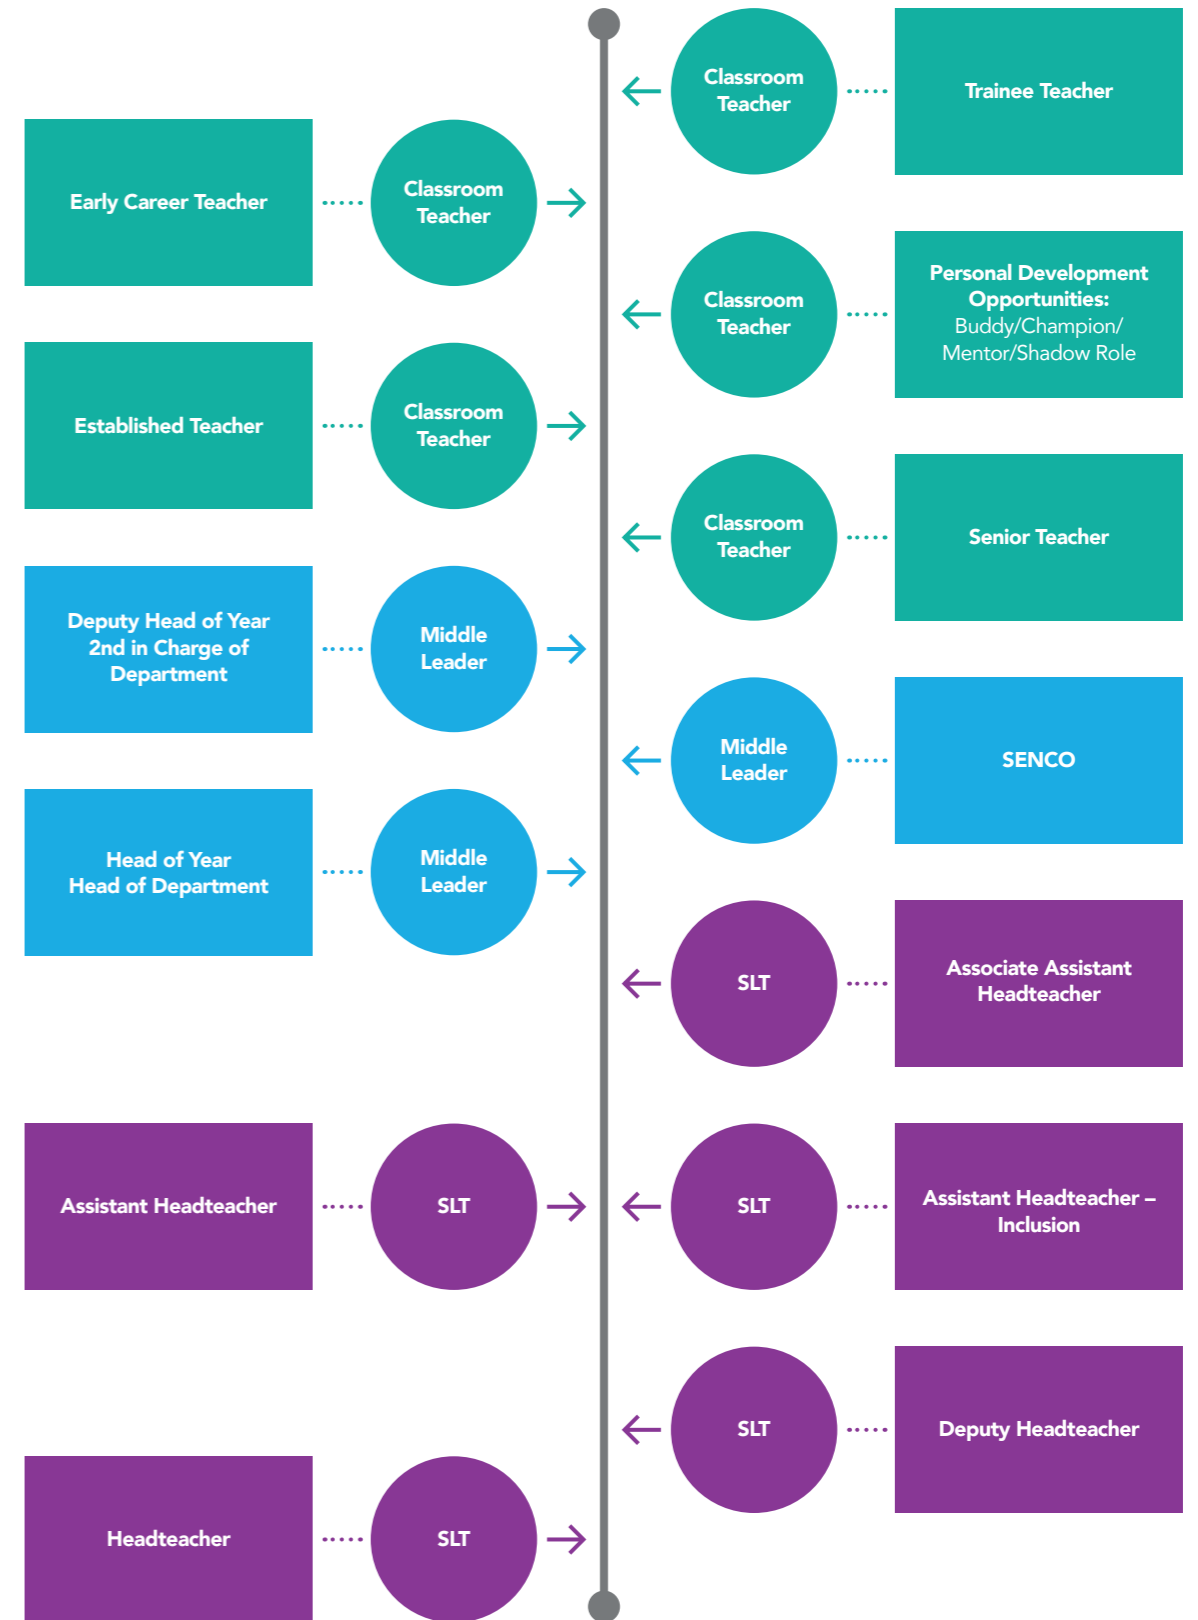 Classroom
Teacher
Trainee Teacher
Early Career Teacher
Classroom
Teacher
Classroom
Teacher
Personal Development
Opportunities:
Buddy/Champion/
Mentor/Shadow Role
Established Teacher
Classroom
Teacher
Classroom
Teacher
Senior Teacher
Deputy Head of Year
2nd in Charge of
Department
Middle
Leader
Middle
Leader
SENCO
Head of Year
Head of Department
Middle
Leader
SLT
Associate Assistant
Headteacher
Assistant Headteacher
SLT
SLT
Assistant Headteacher –
Inclusion
SLT
Deputy Headteacher
Headteacher
SLT